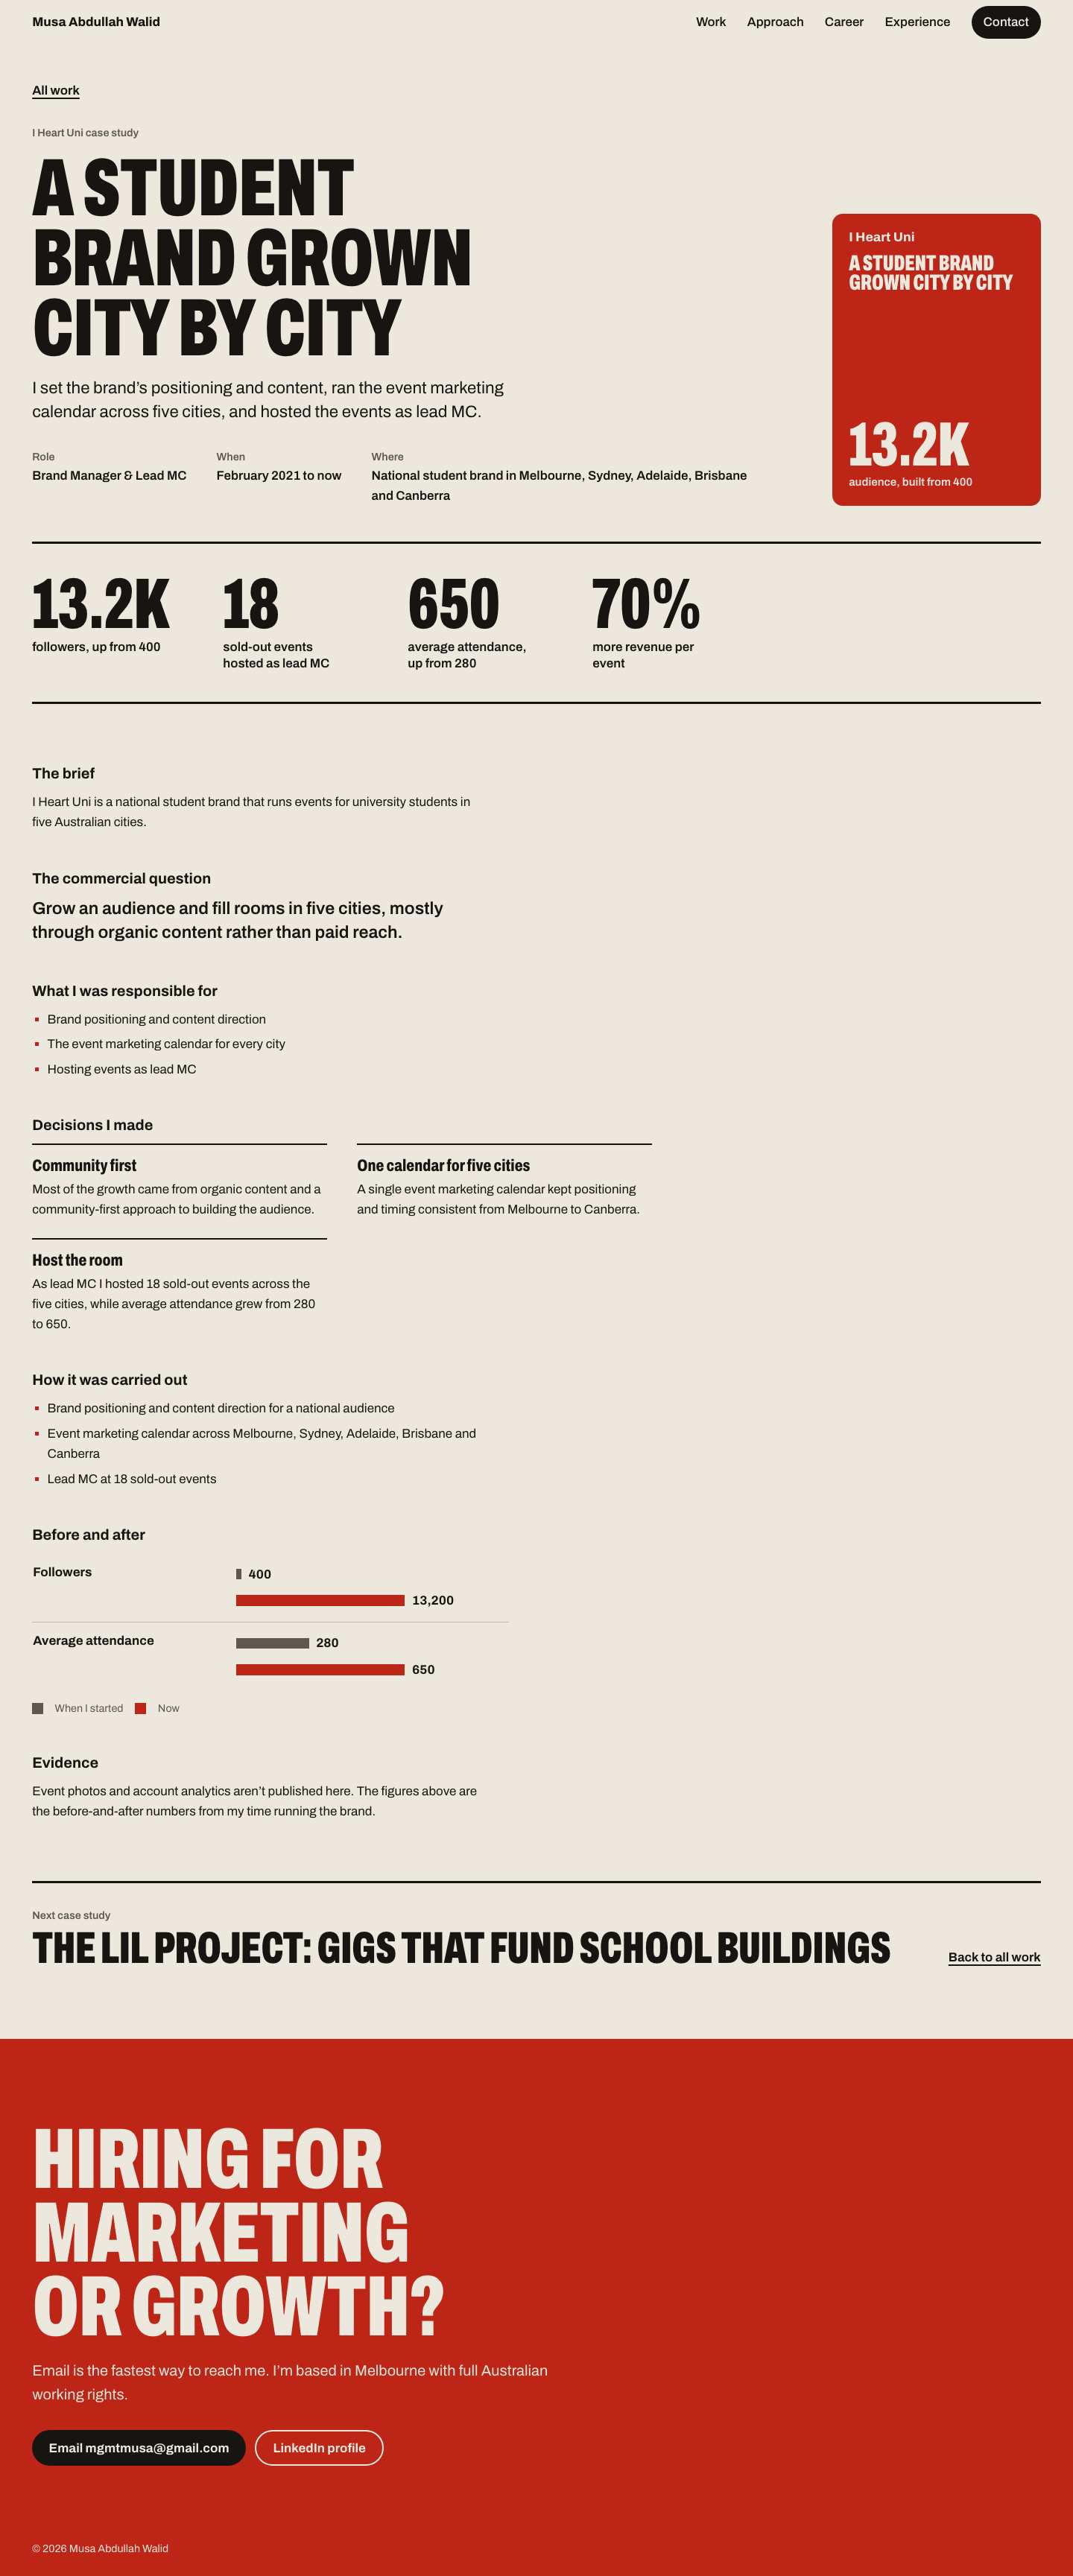 Musa Abdullah Walid
Work
Approach
Career
Experience
Contact
All work
I Heart Uni case study
A STUDENT
BRAND GROWN
CITY BY CITY
I set the brand’s positioning and content, ran the event marketing
calendar across five cities, and hosted the events as lead MC.
Role
Brand Manager & Lead MC
When
February 2021 to now
Where
National student brand in Melbourne, Sydney, Adelaide, Brisbane
and Canberra
I Heart Uni
A STUDENT BRAND
GROWN CITY BY CITY
13.2K
audience, built from 400
13.2K
followers, up from 400
18
sold-out events
hosted as lead MC
650
average attendance,
up from 280
70%
more revenue per
event
The brief
I Heart Uni is a national student brand that runs events for university students in
five Australian cities.
The commercial question
Grow an audience and fill rooms in five cities, mostly
through organic content rather than paid reach.
What I was responsible for
Brand positioning and content direction
The event marketing calendar for every city
Hosting events as lead MC
Decisions I made
Community first
Most of the growth came from organic content and a
community-first approach to building the audience.
One calendar for five cities
A single event marketing calendar kept positioning
and timing consistent from Melbourne to Canberra.
Host the room
As lead MC I hosted 18 sold-out events across the
five cities, while average attendance grew from 280
to 650.
How it was carried out
Brand positioning and content direction for a national audience
Event marketing calendar across Melbourne, Sydney, Adelaide, Brisbane and
Canberra
Lead MC at 18 sold-out events
Before and after
Followers
400
13,200
Average attendance
280
650
When I started
Now
Evidence
Event photos and account analytics aren’t published here. The figures above are
the before-and-after numbers from my time running the brand.
Next case study
THE LIL PROJECT: GIGS THAT FUND SCHOOL BUILDINGS
Back to all work
HIRING FOR
MARKETING
OR GROWTH?
Email is the fastest way to reach me. I’m based in Melbourne with full Australian
working rights.
Email mgmtmusa@gmail.com
LinkedIn profile
© 2026 Musa Abdullah Walid